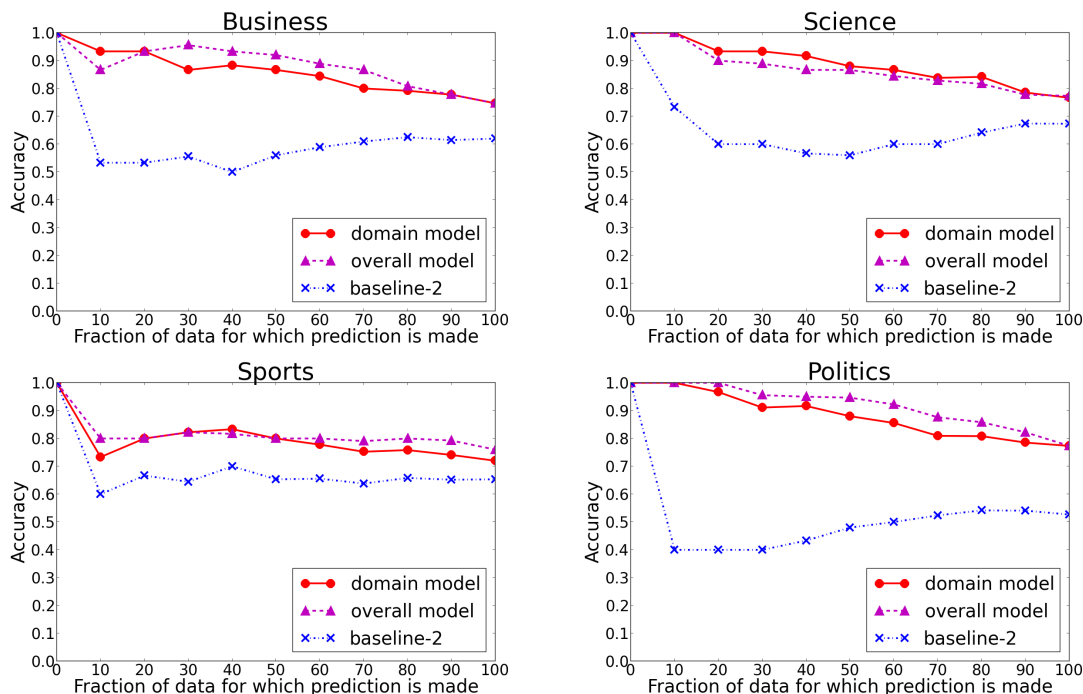 Business
1.0
0.9
0.8
0.7
0.6
0.5
0.4
0.3
0.2
0.1
0.0
Accuracy
domain model
overall model
baseline-2
0 10 20 30 40 50 60 70 80 90 100
Fraction of data for which prediction is made
Science
1.0
0.9
0.8
0.7
0.6
0.5
0.4
0.3
0.2
0.1
0.0
Accuracy
domain model
overall model
baseline-2
0 10 20 30 40 50 60 70 80 90 100
Fraction of data for which prediction is made
Sports
1.0
0.9
0.8
0.7
0.6
0.5
0.4
0.3
0.2
0.1
0.0
Accuracy
domain model
overall model
baseline-2
0 10 20 30 40 50 60 70 80 90 100
Fraction of data for which prediction is made
Politics
1.0
0.9
0.8
0.7
0.6
0.5
0.4
0.3
0.2
0.1
0.0
Accuracy
domain model
overall model
baseline-2
0 10 20 30 40 50 60 70 80 90 100
Fraction of data for which prediction is made